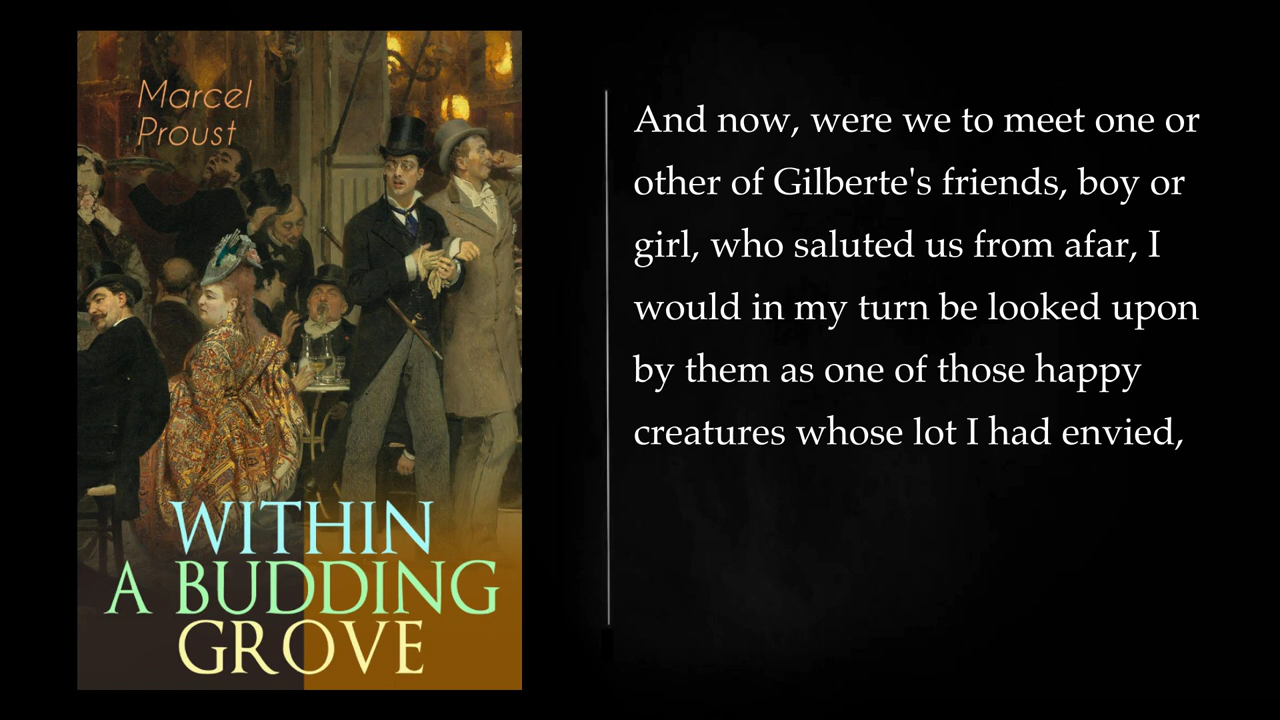 Marcel
Proust
WITHIN
A BUDDING
GROVE
And now, were we to meet one or
other of Gilberte's friends, boy or
girl, who saluted us from afar, I
would in my turn be looked upon
by them as one of those happy
creatures whose lot I had envied,